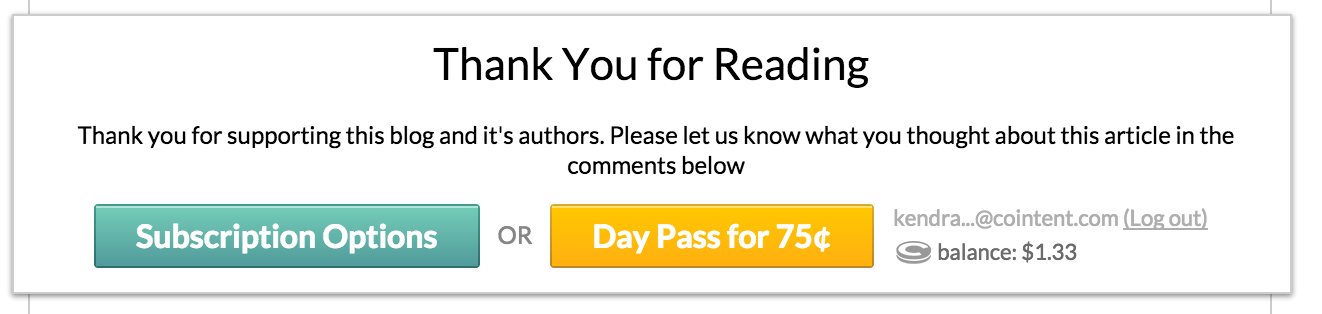 Thank You for Reading
Thank you for supporting this blog and it's authors. Please let us know what you thought about this article in the
comments below
Subscription Options
OR
Day Pass for 75¢
kendra...@cointent.com (Log out)
balance: $1.33